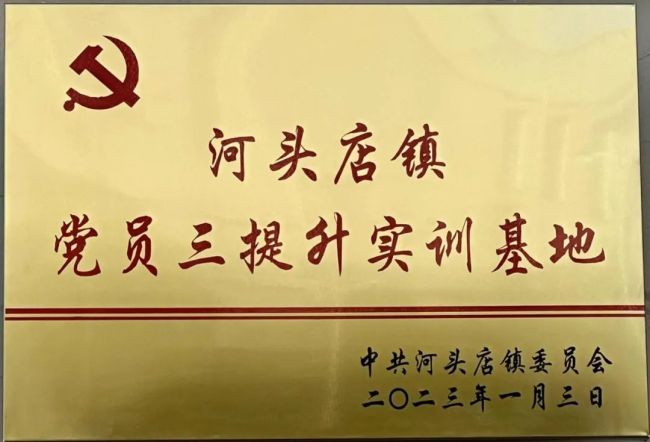 河头店镇
党员三提升实训基地
中共河头店镇委员会
二〇二三年一月三日